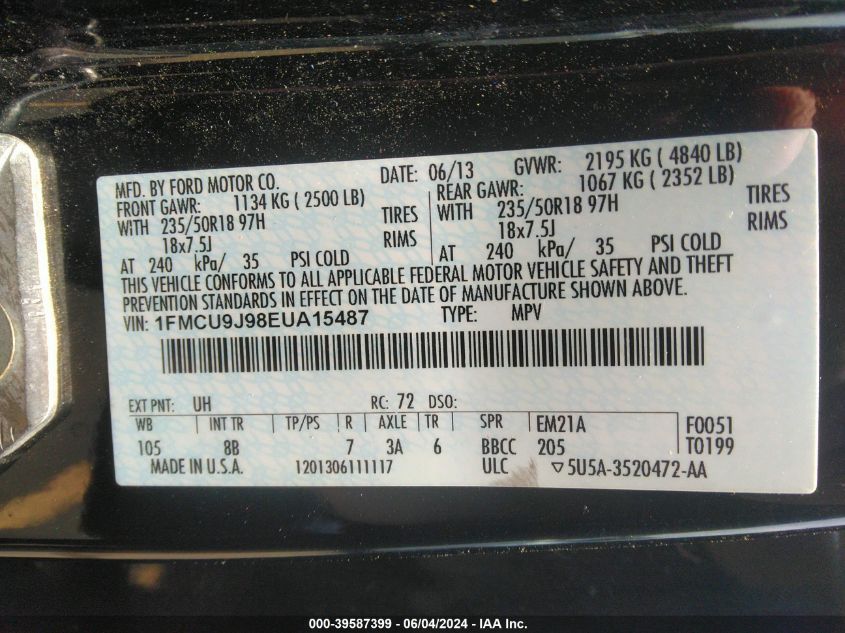 MFD. BY FORD MOTOR CO. DATE: 06/13 GVWR: 2195 KG ( 4840 LB)
FRONT GAWR: 1134 KG ( 2500 LB) REAR GAWR: 1067 KG ( 2352 LB)
WITH 235/50R18 97H TIRES WITH 235/50R18 97H TIRES
18x7.5J RIMS 18x7.5J RIMS
AT 240 kPa/ 35 PSI COLD AT 240 kPa/ 35 PSI COLD
THIS VEHICLE CONFORMS TO ALL APPLICABLE FEDERAL MOTOR VEHICLE SAFETY AND THEFT
PREVENTION STANDARDS IN EFFECT ON THE DATE OF MANUFACTURE SHOWN ABOVE.
VIN: 1FMCU9J98EUA15487 TYPE: MPV
EXT PNT: UH RC: 72 DSO:
WB INT TR TP/PS R AXLE TR SPR EM21A F0051
105 8B 7 3A 6 BBCC 205 T0199
MADE IN U.S.A. 1201306111117 ULC ▽5U5A-3520472-AA
000-39587399 - 06/04/2024 - IAA Inc.